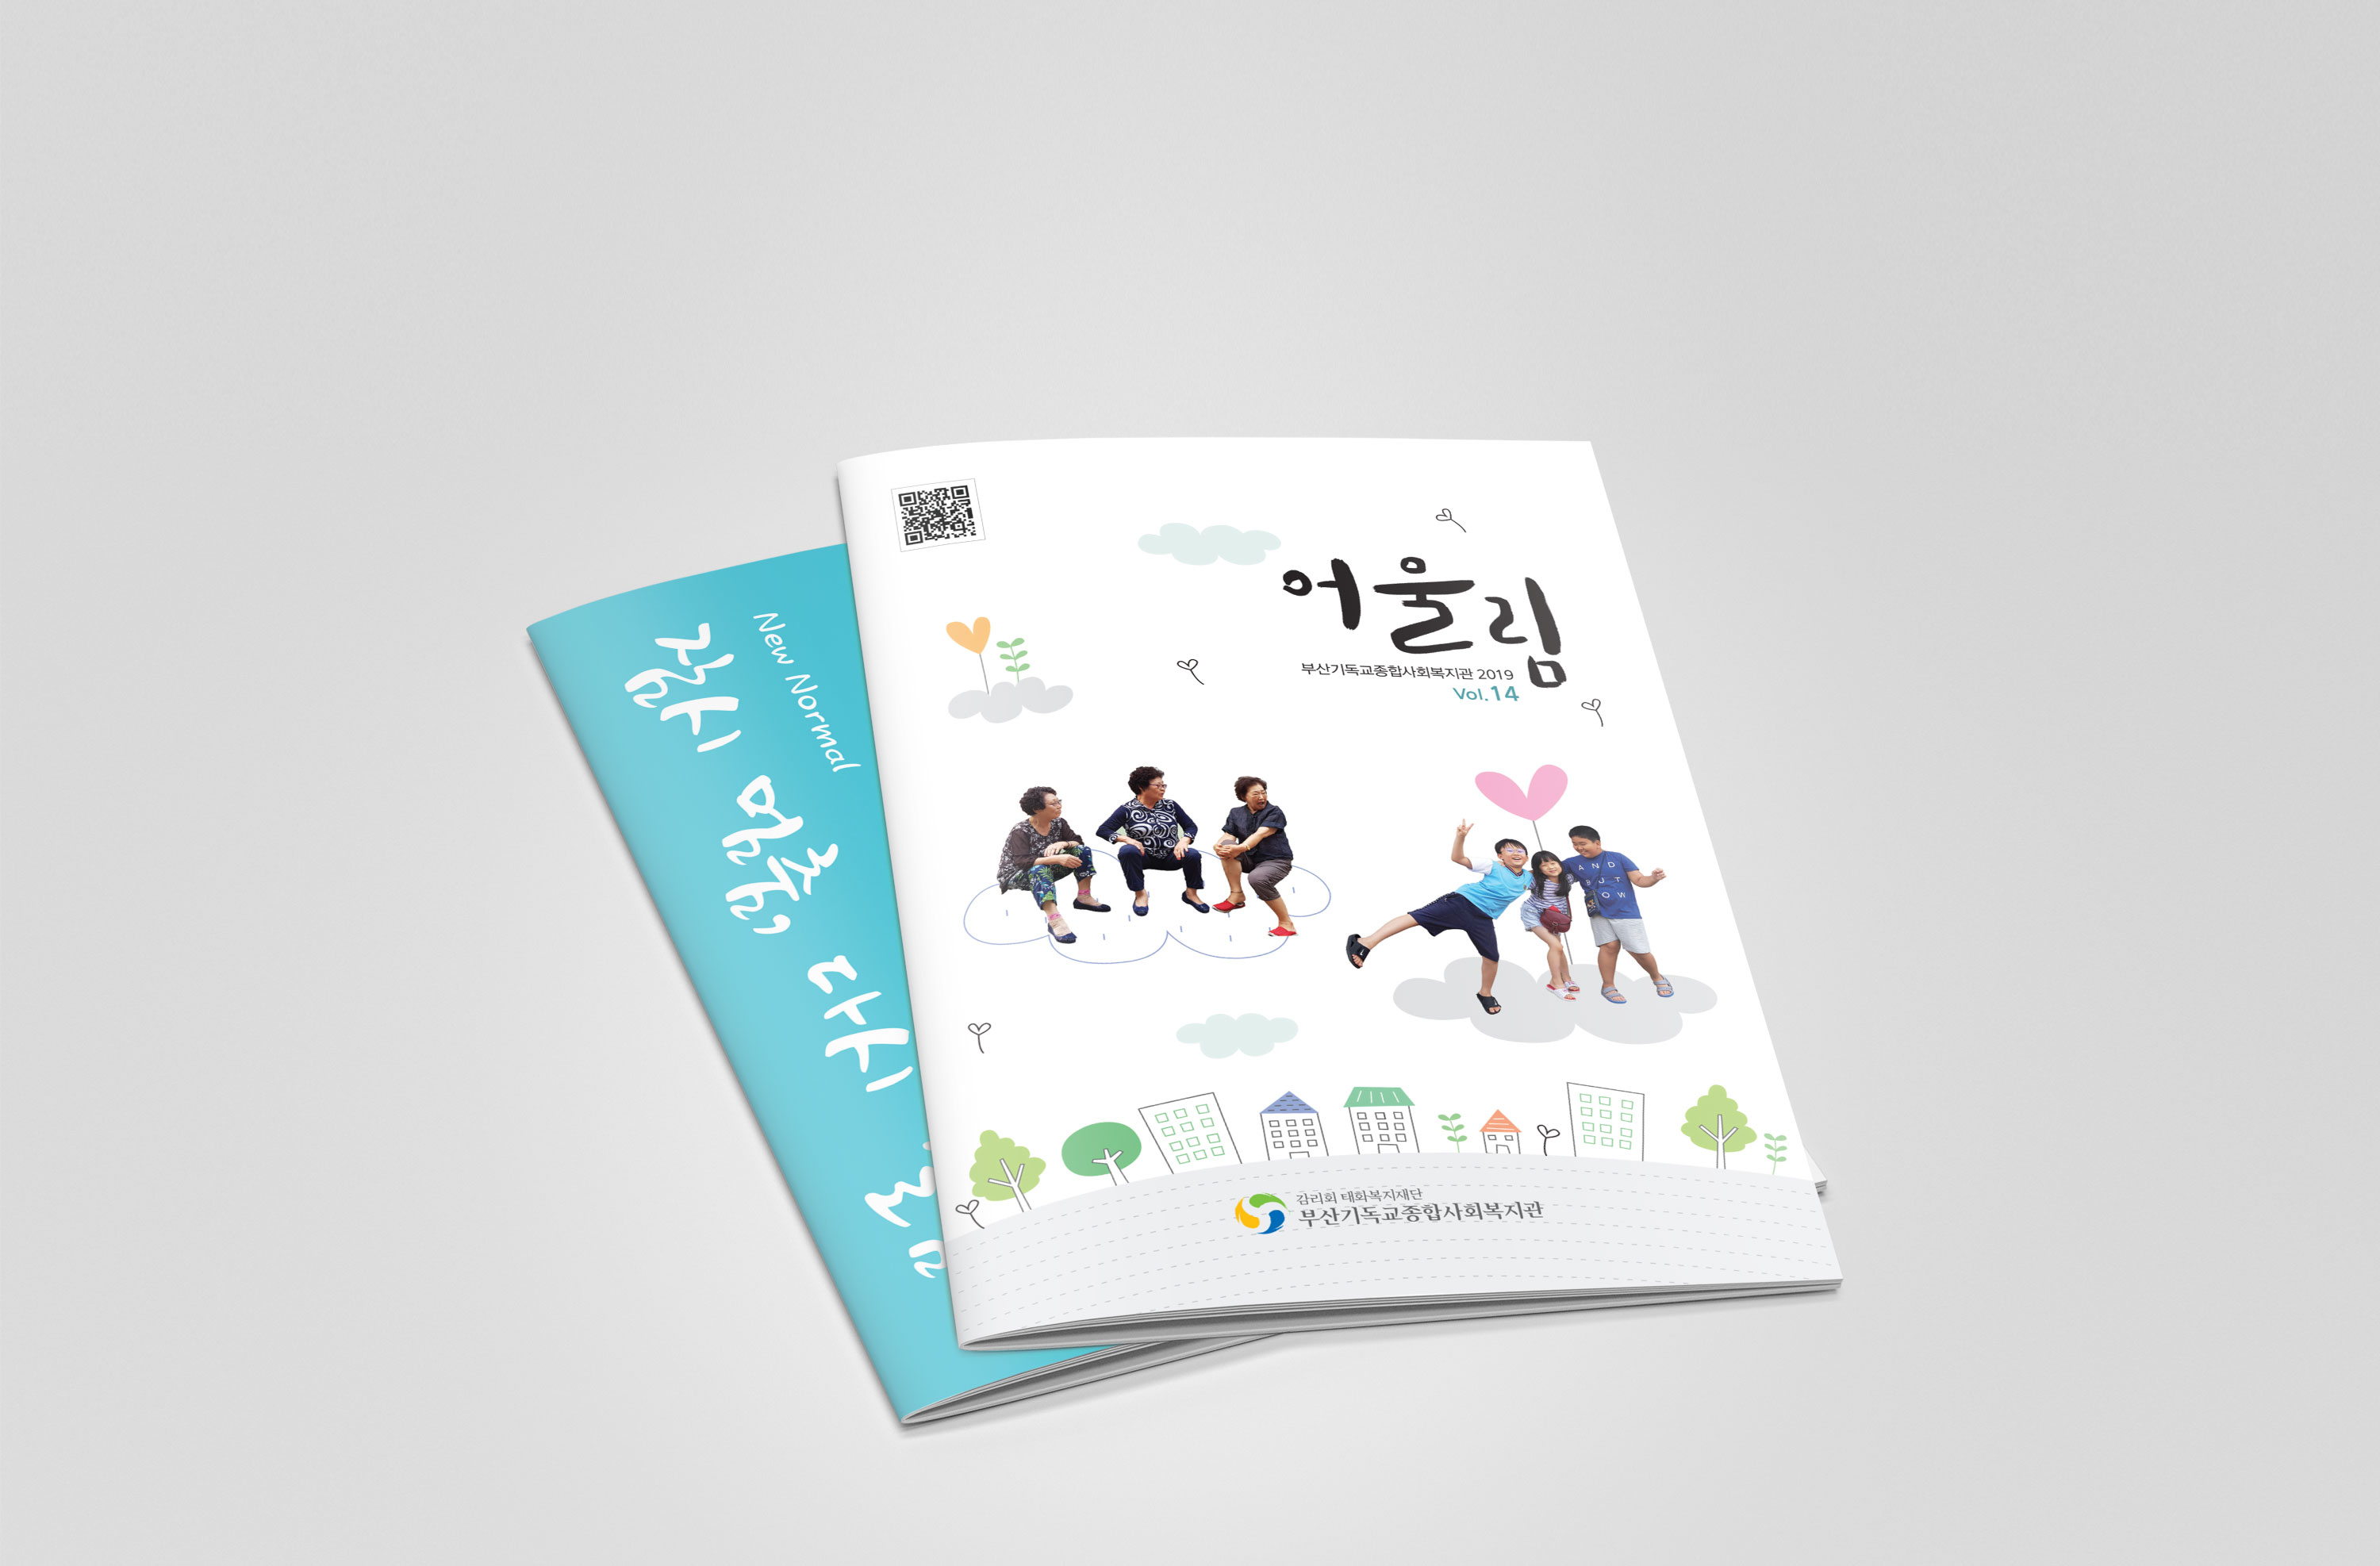 New Normal
잠시 멈춤, 다시
어울림
부산기독교종합사회복지관 2019
Vol.14
AND
감리회 태화복지재단
부산기독교종합사회복지관